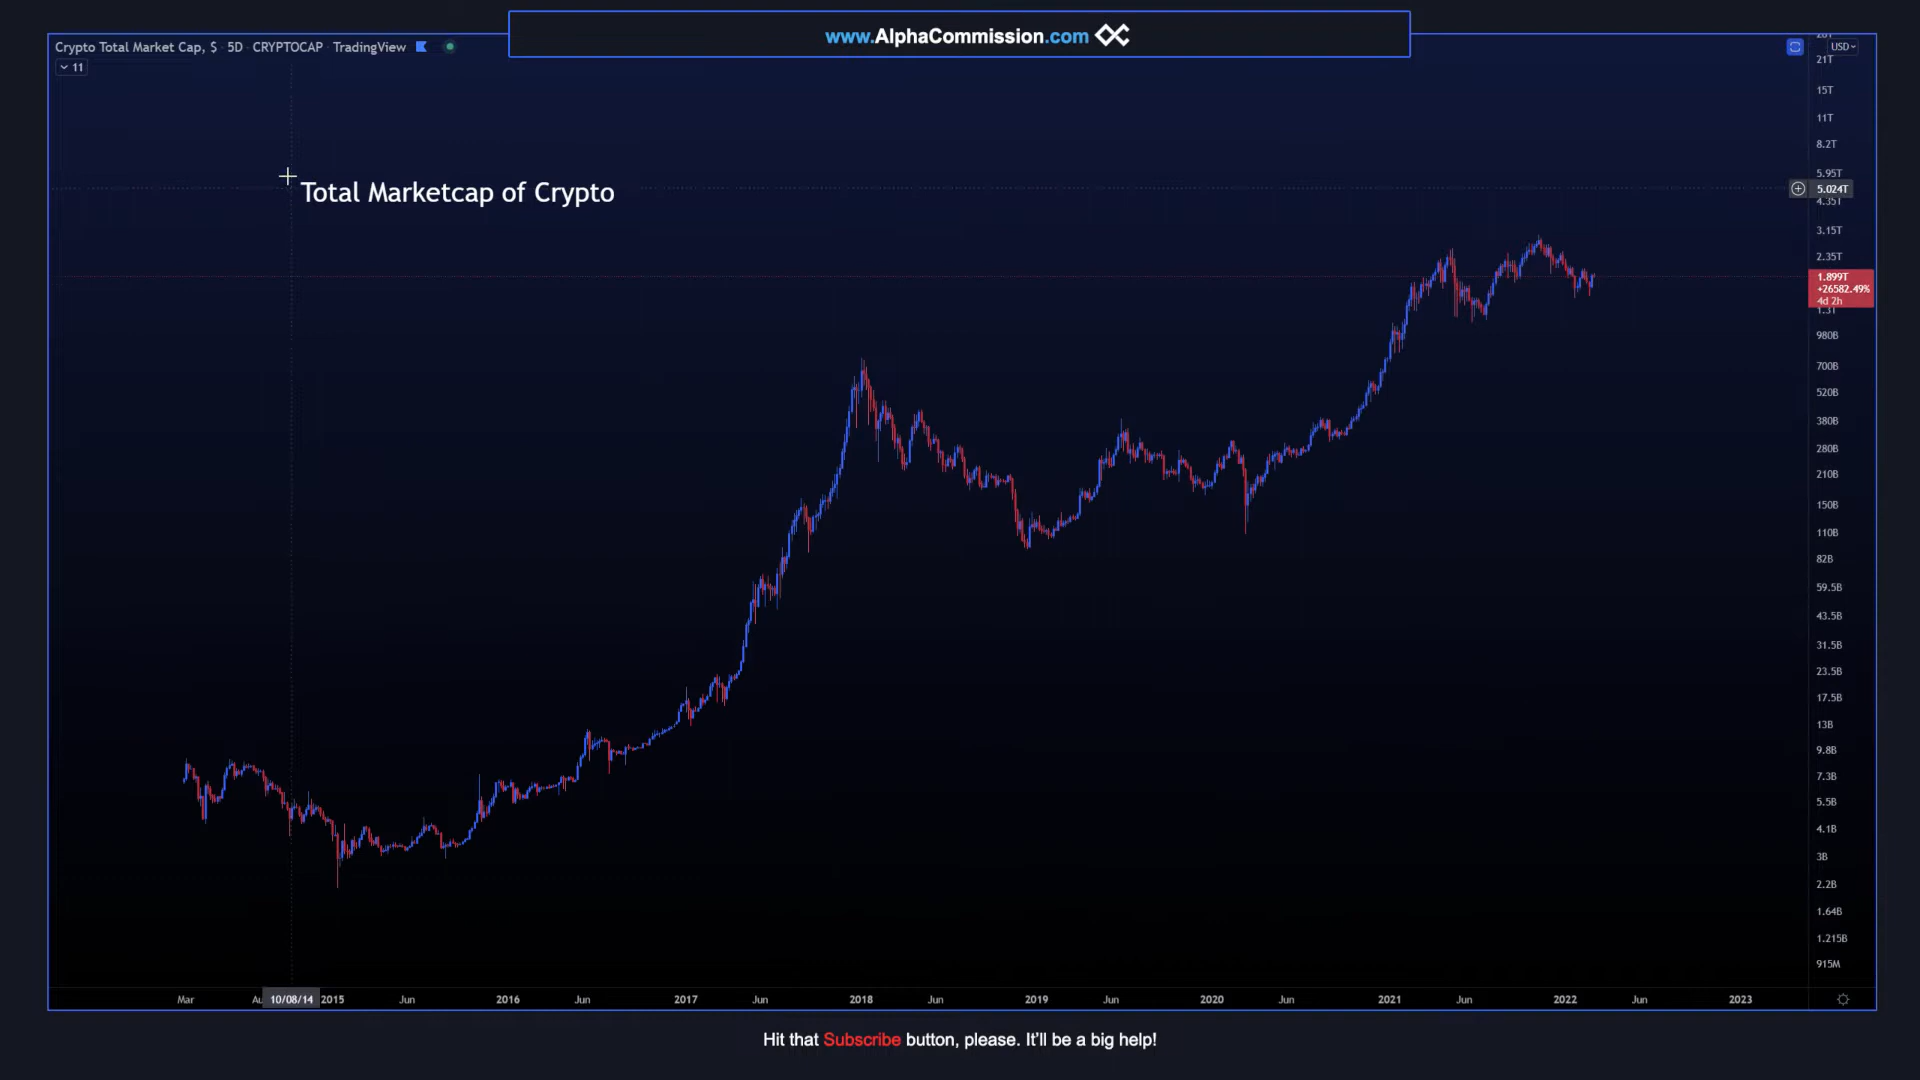 www.AlphaCommission.com
Crypto Total Market Cap, $ · 5D · CRYPTOCAP · TradingView
11
USD
Total Marketcap of Crypto
21T
15T
11T
8.2T
5.95T
5.024T
4.35T
3.15T
2.35T
1.899T
+26582.49%
4d 2h
1.3T
980B
700B
520B
380B
280B
210B
150B
110B
82B
59.5B
43.5B
31.5B
23.5B
17.5B
13B
9.8B
7.3B
5.5B
4.1B
3B
2.2B
1.64B
1.215B
915M
Mar 10/08/14 2015 Jun 2016 Jun 2017 Jun 2018 Jun 2019 Jun 2020 Jun 2021 Jun 2022 Jun 2023
Hit that Subscribe button, please. It'll be a big help!